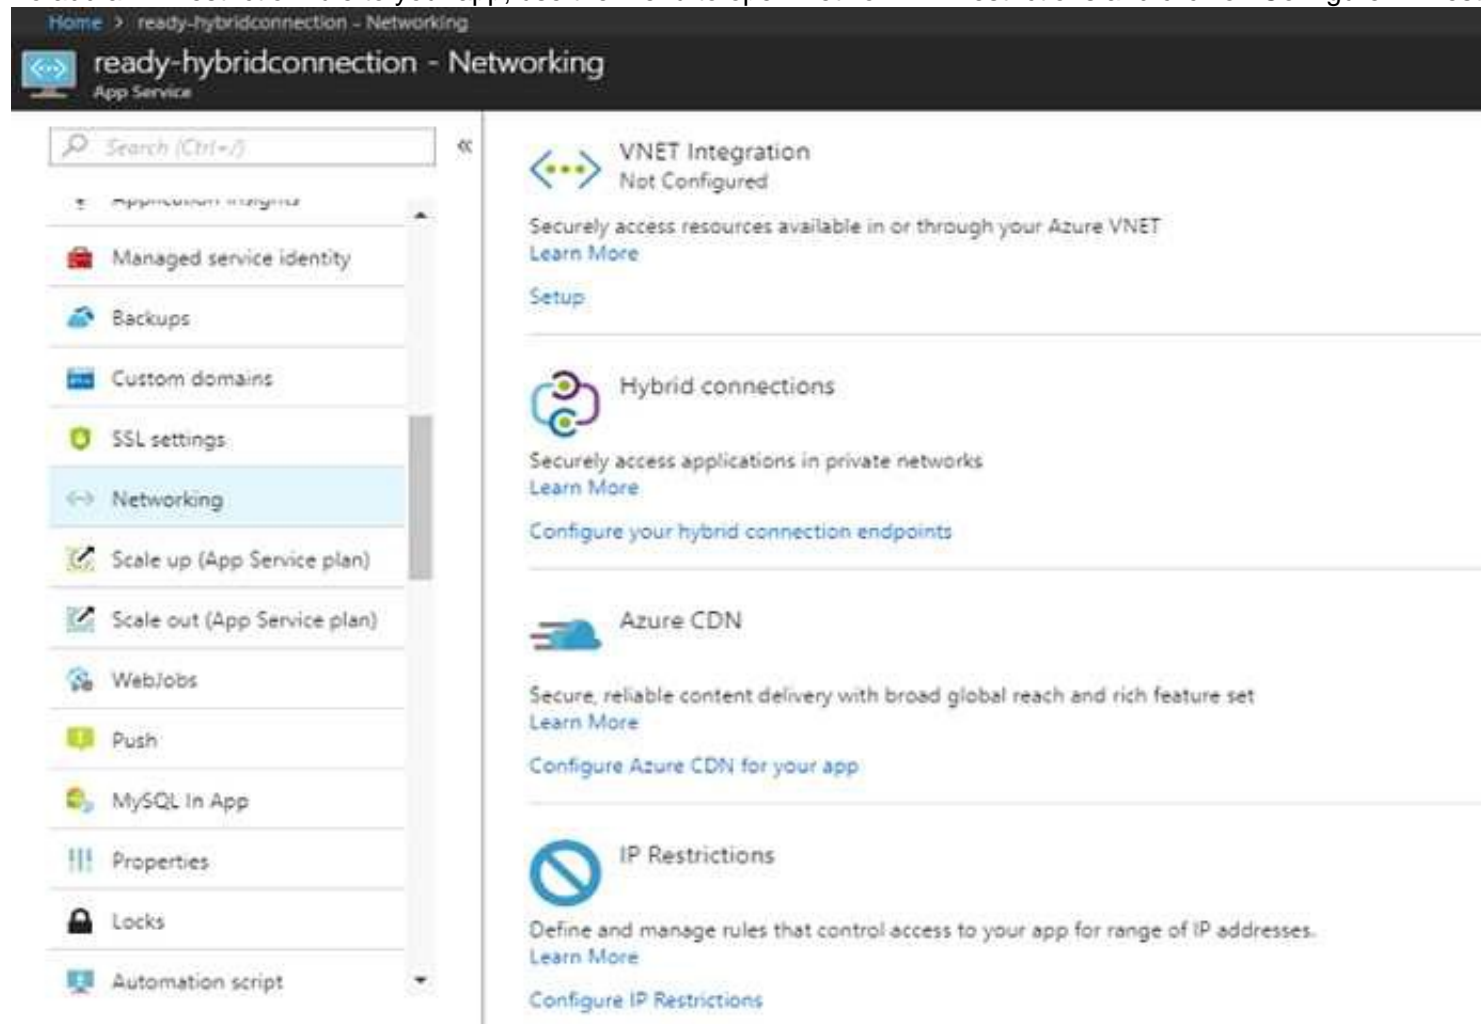 Home > ready-hybridconnection - Networking
ready-hybridconnection - Networking
App Service
Search (Ctrl+/)
«
Application Insights
Managed service identity
Backups
Custom domains
SSL settings
Networking
Scale up (App Service plan)
Scale out (App Service plan)
WebJobs
Push
MySQL In App
Properties
Locks
Automation script
VNET Integration
Not Configured
Securely access resources available in or through your Azure VNET
Learn More
Setup
Hybrid connections
Securely access applications in private networks
Learn More
Configure your hybrid connection endpoints
Azure CDN
Secure, reliable content delivery with broad global reach and rich feature set
Learn More
Configure Azure CDN for your app
IP Restrictions
Define and manage rules that control access to your app for range of IP addresses.
Learn More
Configure IP Restrictions